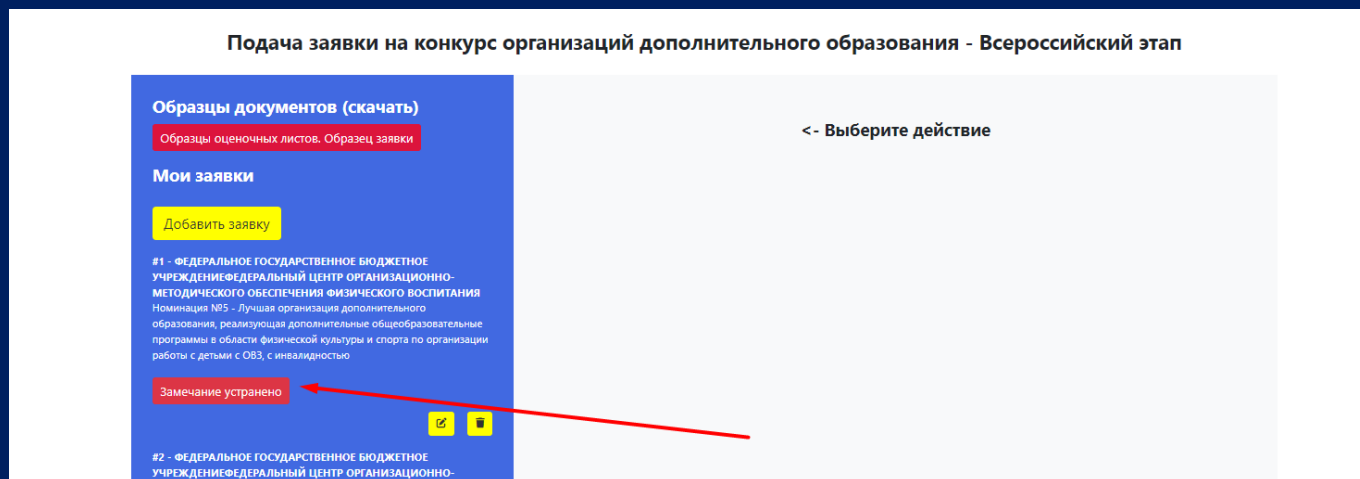 Подача заявки на конкурс организаций дополнительного образования - Всероссийский этап
Образцы документов (скачать)
Образцы оценочных листов. Образец заявки
<- Выберите действие
Мои заявки
Добавить заявку
#1 - ФЕДЕРАЛЬНОЕ ГОСУДАРСТВЕННОЕ БЮДЖЕТНОЕ
УЧРЕЖДЕНИЕФЕДЕРАЛЬНЫЙ ЦЕНТР ОРГАНИЗАЦИОННО-
МЕТОДИЧЕСКОГО ОБЕСПЕЧЕНИЯ ФИЗИЧЕСКОГО ВОСПИТАНИЯ
Номинация №5 - Лучшая организация дополнительного
образования, реализующая дополнительные общеобразовательные
программы в области физической культуры и спорта по организации
работы с детьми с ОВЗ, с инвалидностью
Замечание устранено
#2 - ФЕДЕРАЛЬНОЕ ГОСУДАРСТВЕННОЕ БЮДЖЕТНОЕ
УЧРЕЖДЕНИЕФЕДЕРАЛЬНЫЙ ЦЕНТР ОРГАНИЗАЦИОННО-